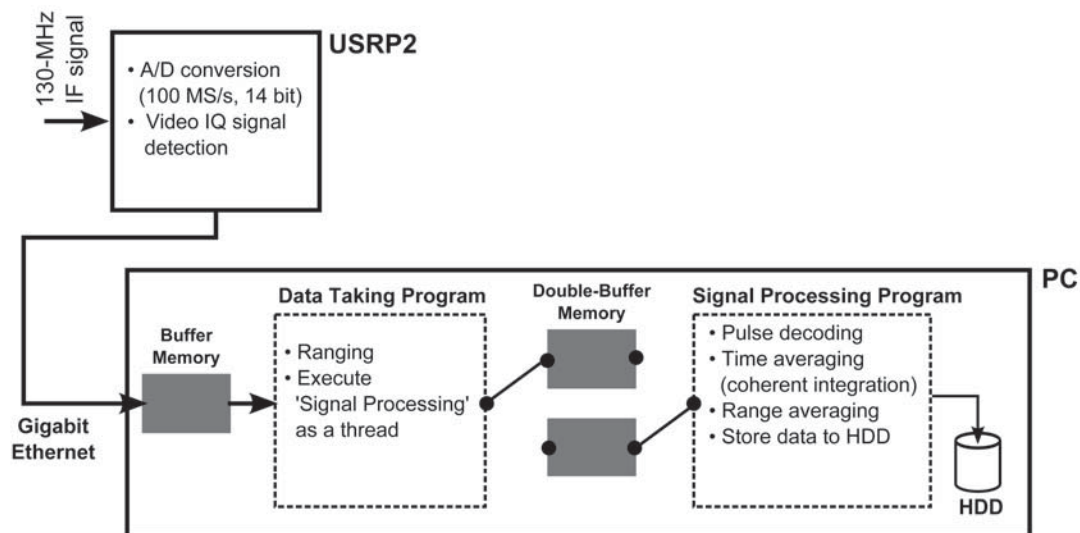 130-MHz
IF signal
USRP2
• A/D conversion
(100 MS/s, 14 bit)
• Video IQ signal
detection
PC
Gigabit
Ethernet
Buffer
Memory
Data Taking Program
• Ranging
• Execute
'Signal Processing'
as a thread
Double-Buffer
Memory
Signal Processing Program
• Pulse decoding
• Time averaging
(coherent integration)
• Range averaging
• Store data to HDD
HDD